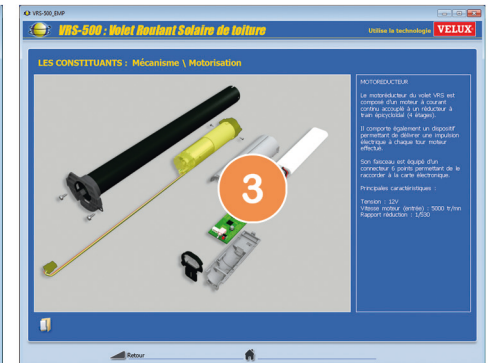 VRS-500_EMP
VRS-500 : Volet Roulant Solaire de toiture
Utilise la technologie VELUX
LES CONSTITUANTS : Mécanisme \ Motorisation
MOTOREDUCTEUR
Le motoréducteur du volet VRS est
composé d'un moteur à courant
continu accouplé à un réducteur à
train épicycloïdal (4 étages).
Il comporte également un dispositif
permettant de délivrer une impulsion
électrique à chaque tour moteur
effectué.
Son faisceau est équipé d'un
connecteur 6 points permettant de le
raccorder à la carte électronique.
Principales caractéristiques :
Tension : 12V
Vitesse moteur (entrée) : 5000 tr/mn
Rapport réduction : 1/530
3
Retour